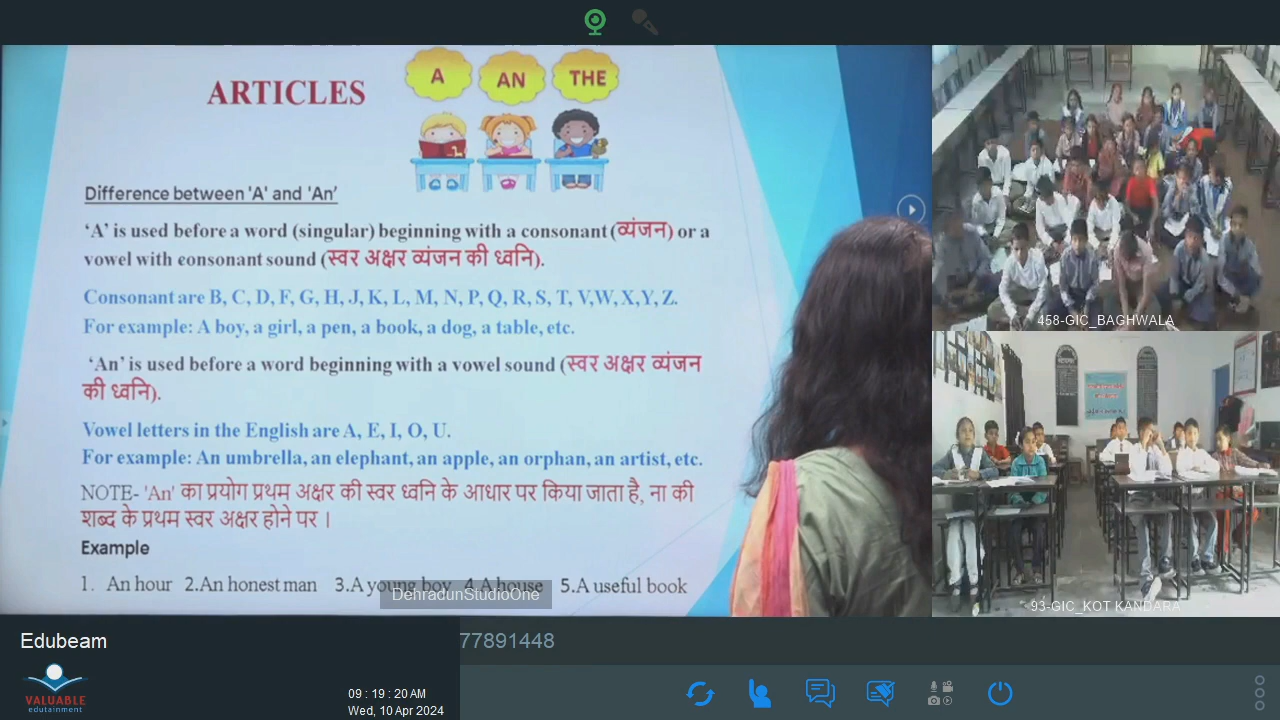 ARTICLES
A
AN
THE
Difference between 'A' and 'An'
‘A’ is used before a word (singular) beginning with a consonant (व्यंजन) or a
vowel with consonant sound (स्वर अक्षर व्यंजन की ध्वनि).
Consonant are B, C, D, F, G, H, J, K, L, M, N, P, Q, R, S, T, V,W, X,Y, Z.
For example: A boy, a girl, a pen, a book, a dog, a table, etc.
‘An’ is used before a word beginning with a vowel sound (स्वर अक्षर व्यंजन
की ध्वनि).
Vowel letters in the English are A, E, I, O, U.
For example: An umbrella, an elephant, an apple, an orphan, an artist, etc.
NOTE- 'An' का प्रयोग प्रथम अक्षर की स्वर ध्वनि के आधार पर किया जाता है, ना की
शब्द के प्रथम स्वर अक्षर होने पर ।
Example
1. An hour 2.An honest man 3.A young boy 4.A house 5.A useful book
DehradunStudioOne
458-GIC_BAGHWALA
93-GIC_KOT KANDARA
Edubeam
77891448
VALUABLE
edutainment
09 : 19 : 20 AM
Wed, 10 Apr 2024